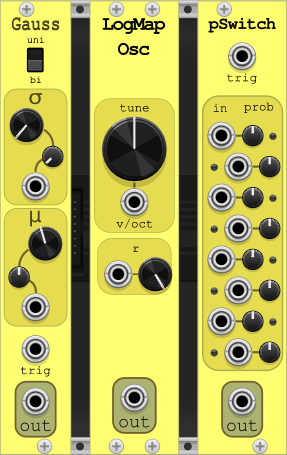 Gauss
uni
bi
σ
μ
trig
out
LogMap
Osc
tune
v/oct
r
out
pSwitch
trig
in prob
out